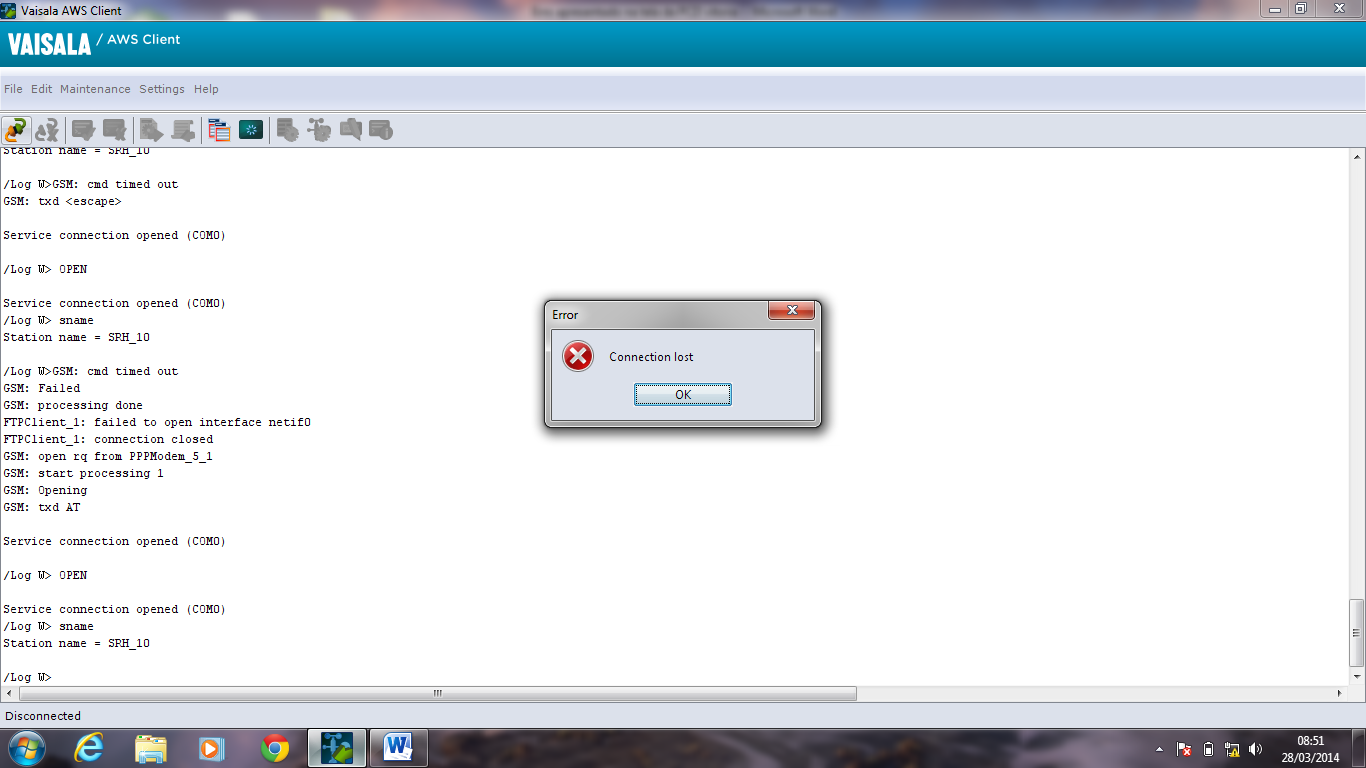 Vaisala AWS Client
VAISALA / AWS Client
File Edit Maintenance Settings Help
Station name = SRH_10
/Log W>GSM: cmd timed out
GSM: txd <escape>
Service connection opened (COM0)
/Log W> OPEN
Service connection opened (COM0)
/Log W> sname
Station name = SRH_10
/Log W>GSM: cmd timed out
GSM: Failed
GSM: processing done
FTPClient_1: failed to open interface netif0
FTPClient_1: connection closed
GSM: open rq from PPPModem_5_1
GSM: start processing 1
GSM: Opening
GSM: txd AT
Service connection opened (COM0)
/Log W> OPEN
Service connection opened (COM0)
/Log W> sname
Station name = SRH_10
/Log W>
Error
Connection lost
OK
Disconnected
08:51
28/03/2014